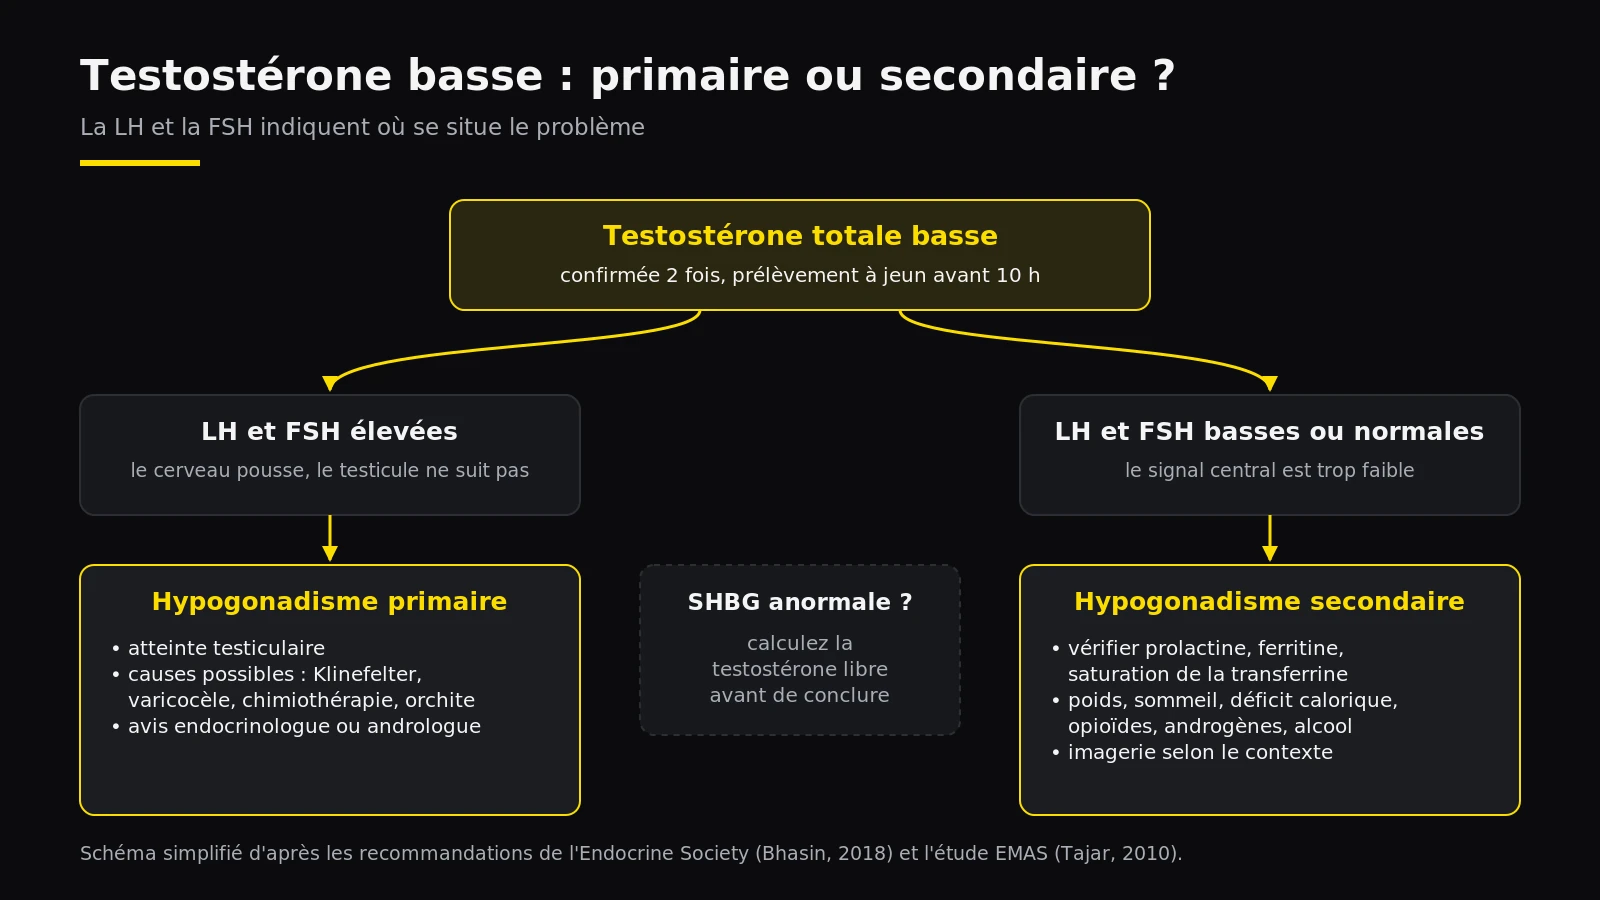 Testostérone basse : primaire ou secondaire ?
La LH et la FSH indiquent où se situe le problème
Testostérone totale basse
confirmée 2 fois, prélèvement à jeun avant 10 h
LH et FSH élevées
le cerveau pousse, le testicule ne suit pas
LH et FSH basses ou normales
le signal central est trop faible
Hypogonadisme primaire
• atteinte testiculaire
• causes possibles : Klinefelter,
varicocèle, chimiothérapie, orchite
• avis endocrinologue ou andrologue
SHBG anormale ?
calculez la
testostérone libre
avant de conclure
Hypogonadisme secondaire
• vérifier prolactine, ferritine,
saturation de la transferrine
• poids, sommeil, déficit calorique,
opioïdes, androgènes, alcool
• imagerie selon le contexte
Schéma simplifié d'après les recommandations de l'Endocrine Society (Bhasin, 2018) et l'étude EMAS (Tajar, 2010).